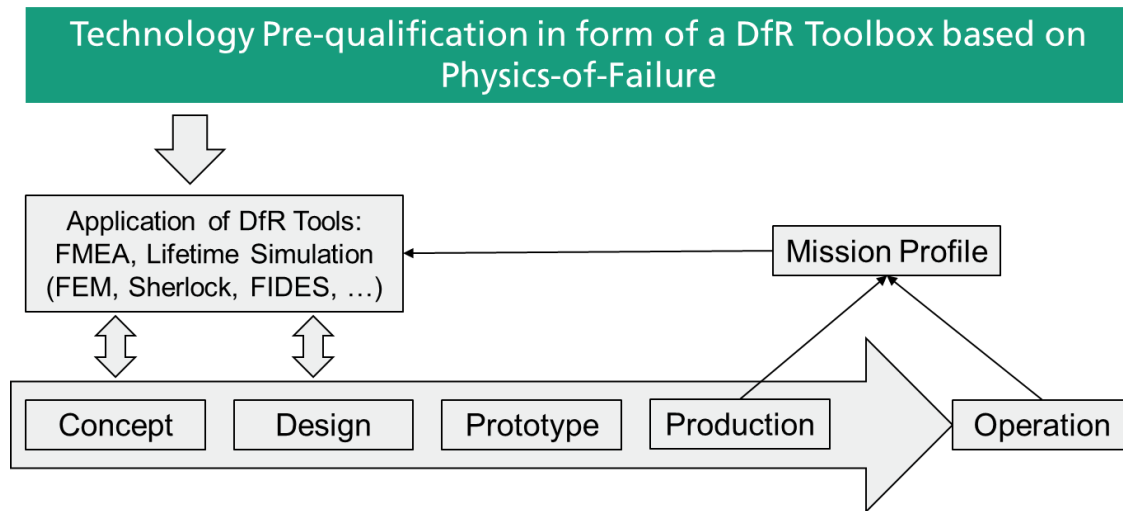 Technology Pre-qualification in form of a DfR Toolbox based on
Physics-of-Failure
Application of DfR Tools:
FMEA, Lifetime Simulation
(FEM, Sherlock, FIDES, …)
Mission Profile
Concept
Design
Prototype
Production
Operation